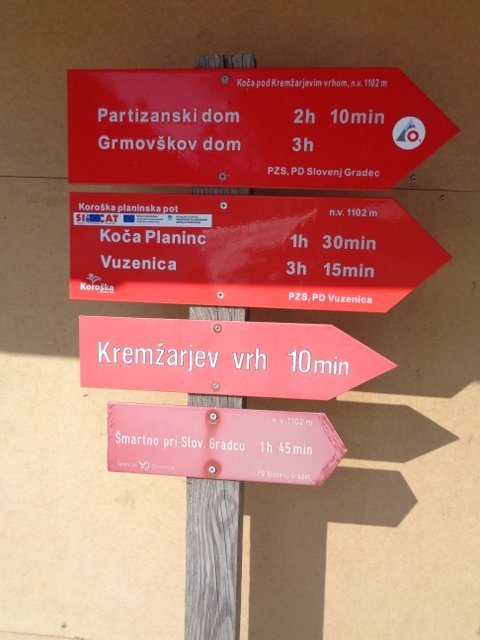 Koča pod Kremžarjevim vrhom, n.v. 1102 m
Partizanski dom 2h 10min
Grmovškov dom 3h
PZS, PD Slovenj Gradec
Koroška planinska pot
n.v. 1102 m
Koča Planinc 1h 30min
Vuzenica 3h 15min
Koroška
PZS, PD Vuzenica
Kremžarjev vrh 10min
n.v. 1102 m
Šmartno pri Slov. Gradcu 1h 45min
Telekom Slovenije
PD Slovenj Gradec